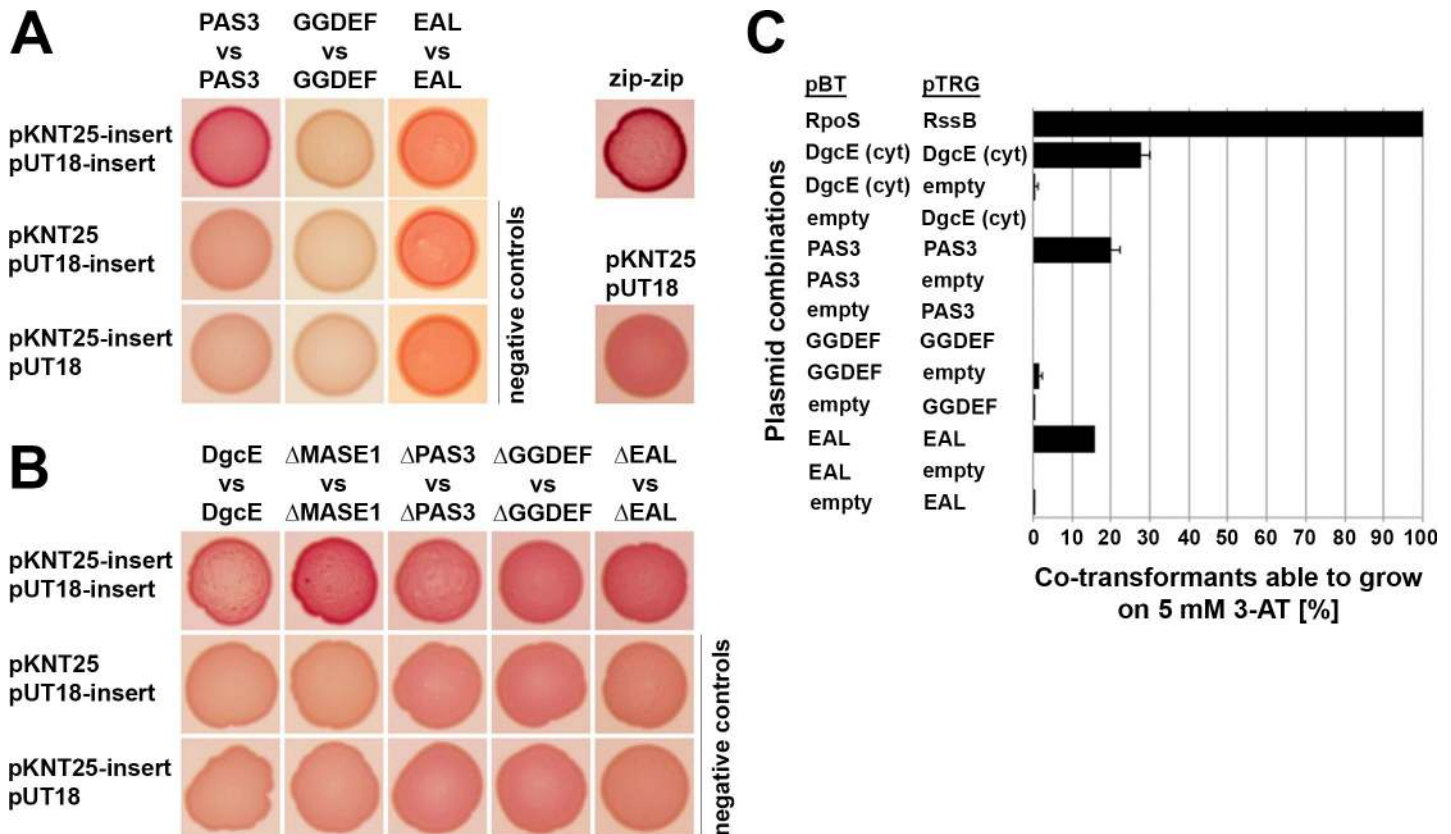 A
PAS3 GGDEF EAL
vs vs vs
PAS3 GGDEF EAL
zip-zip
pKNT25-insert
pUT18-insert
pKNT25
pUT18-insert
pKNT25-insert
pUT18
negative controls
pKNT25
pUT18
B
DgcE ΔMASE1 ΔPAS3 ΔGGDEF ΔEAL
vs vs vs vs vs
DgcE ΔMASE1 ΔPAS3 ΔGGDEF ΔEAL
pKNT25-insert
pUT18-insert
pKNT25
pUT18-insert
pKNT25-insert
pUT18
negative controls
C
Plasmid combinations
pBT pTRG
RpoS RssB
DgcE (cyt) DgcE (cyt)
DgcE (cyt) empty
empty DgcE (cyt)
PAS3 PAS3
PAS3 empty
empty PAS3
GGDEF GGDEF
GGDEF empty
empty GGDEF
EAL EAL
EAL empty
empty EAL
0 10 20 30 40 50 60 70 80 90 100
Co-transformants able to grow
on 5 mM 3-AT [%]